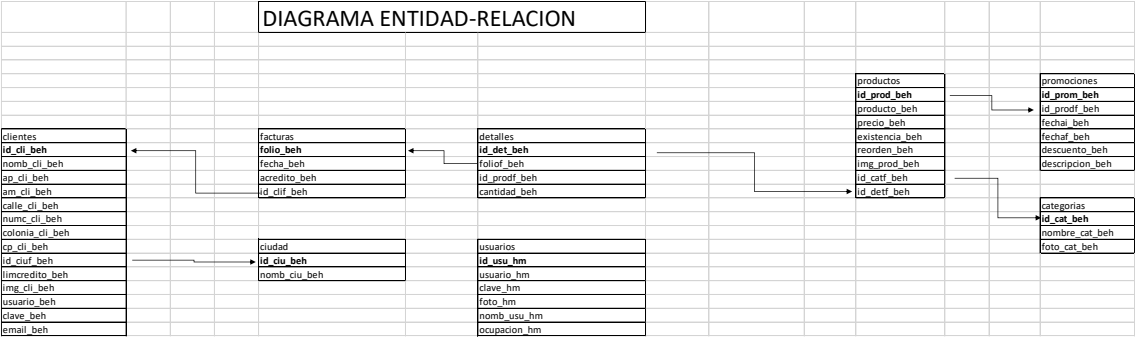 DIAGRAMA ENTIDAD-RELACION
productos
id_prod_beh
producto_beh
precio_beh
existencia_beh
reorden_beh
img_prod_beh
id_catf_beh
id_detf_beh
promociones
id_prom_beh
id_prodf_beh
fechai_beh
fechaf_beh
descuento_beh
descripcion_beh
clientes
id_cli_beh
nomb_cli_beh
ap_cli_beh
am_cli_beh
calle_cli_beh
numc_cli_beh
colonia_cli_beh
cp_cli_beh
id_ciuf_beh
limcredito_beh
img_cli_beh
usuario_beh
clave_beh
email_beh
facturas
folio_beh
fecha_beh
acredito_beh
id_clif_beh
detalles
id_det_beh
foliof_beh
id_prodf_beh
cantidad_beh
categorias
id_cat_beh
nombre_cat_beh
foto_cat_beh
ciudad
id_ciu_beh
nomb_ciu_beh
usuarios
id_usu_hm
usuario_hm
clave_hm
foto_hm
nomb_usu_hm
ocupacion_hm